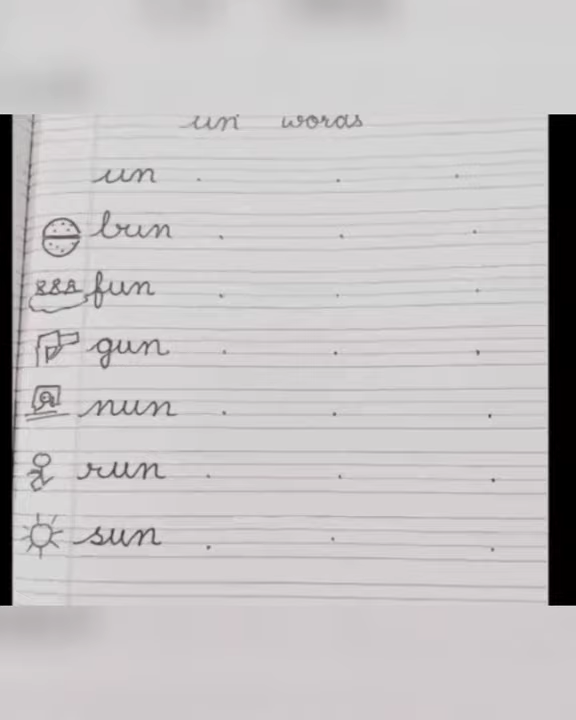 un words
un . . .
bun . . .
fun . . .
gun . . .
nun . . .
run . . .
sun . . .